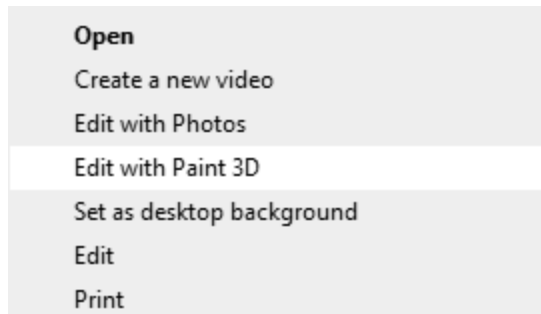 Open
Create a new video
Edit with Photos
Edit with Paint 3D
Set as desktop background
Edit
Print